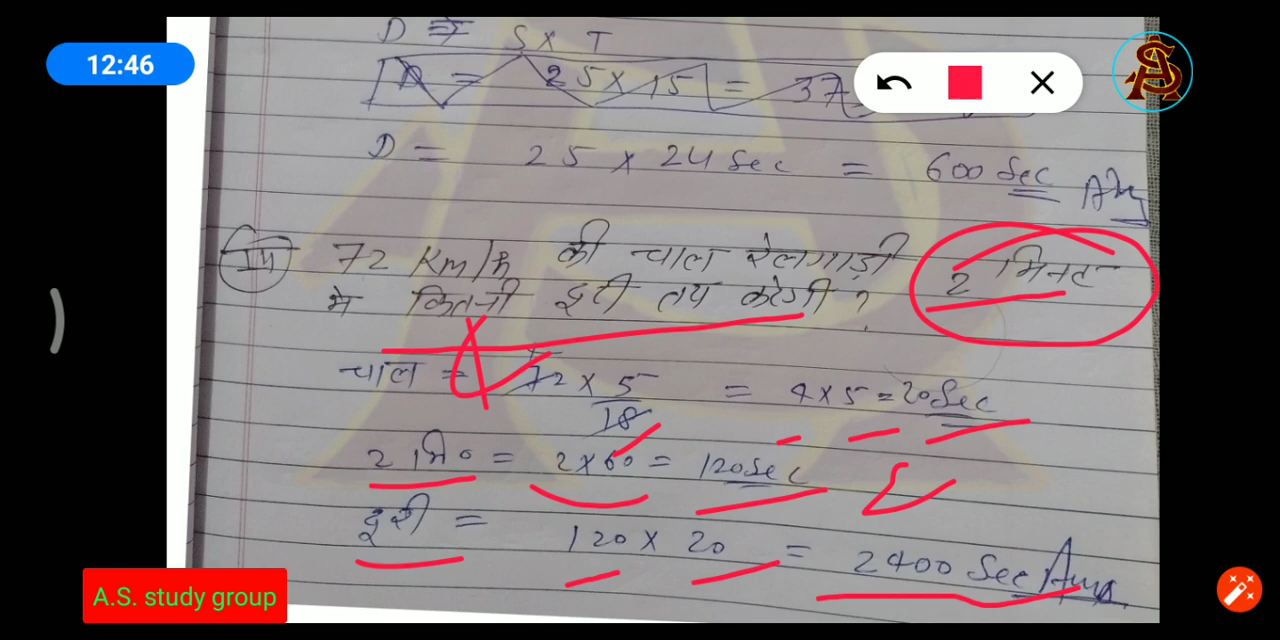 D ⇒ S × T
12:46
D = 25 × 15 = 37
D = 25 × 24 Sec = 600 Sec Ans
72 Km/h की चाल रेलगाड़ी 2 मिनट
मे कितनी दूरी तय करेगी ?
चाल = 72 × 5/18 = 4 × 5 = 20 Sec
2 मि० = 2×60 = 120 Sec
दूरी = 120 × 20 = 2400 Sec Ans
A.S. study group